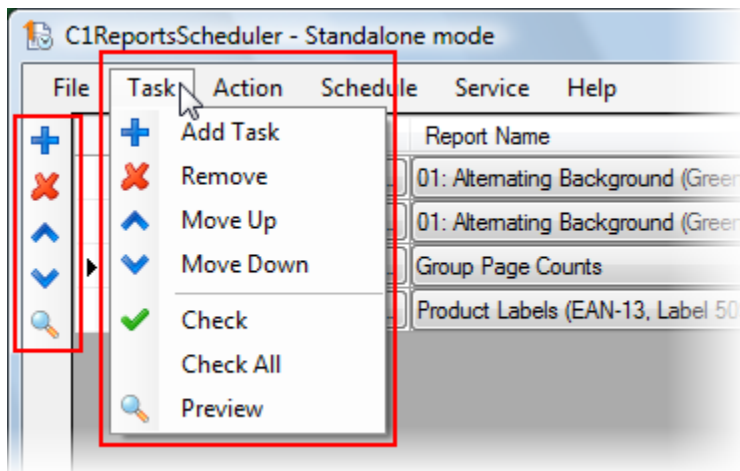 C1ReportsScheduler - Standalone mode
File Task Action Schedule Service Help
Add Task Report Name
Remove ... 01: Alternating Background (Green
Move Up ... 01: Alternating Background (Green
Move Down Group Page Counts
Check ... Product Labels (EAN-13, Label 50
Check All
Preview